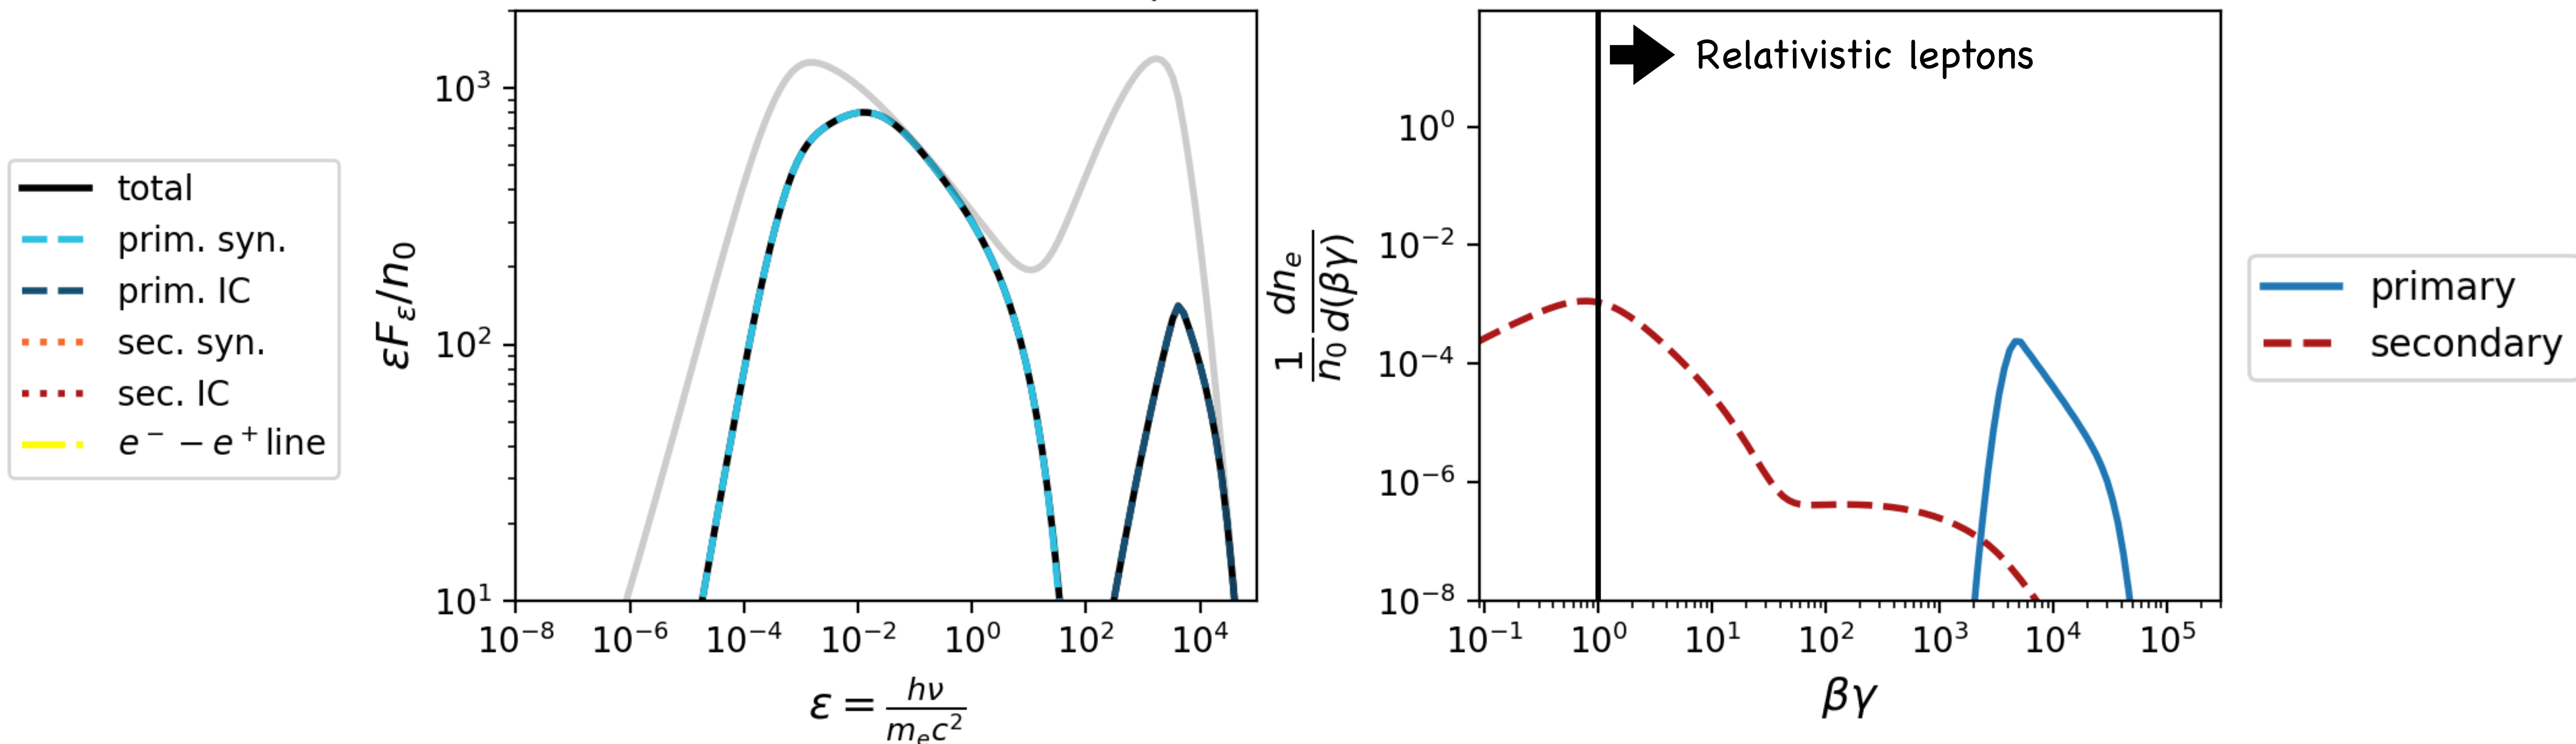 total
prim. syn.
prim. IC
sec. syn.
sec. IC
e⁻ − e⁺ line
εF_ε/n₀
10³
10²
10¹
10⁻⁸ 10⁻⁶ 10⁻⁴ 10⁻² 10⁰ 10² 10⁴
ε = hν / mₑc²
Relativistic leptons
1/n₀ dnₑ/d(βγ)
10⁰
10⁻²
10⁻⁴
10⁻⁶
10⁻⁸
10⁻¹ 10⁰ 10¹ 10² 10³ 10⁴ 10⁵
βγ
primary
secondary